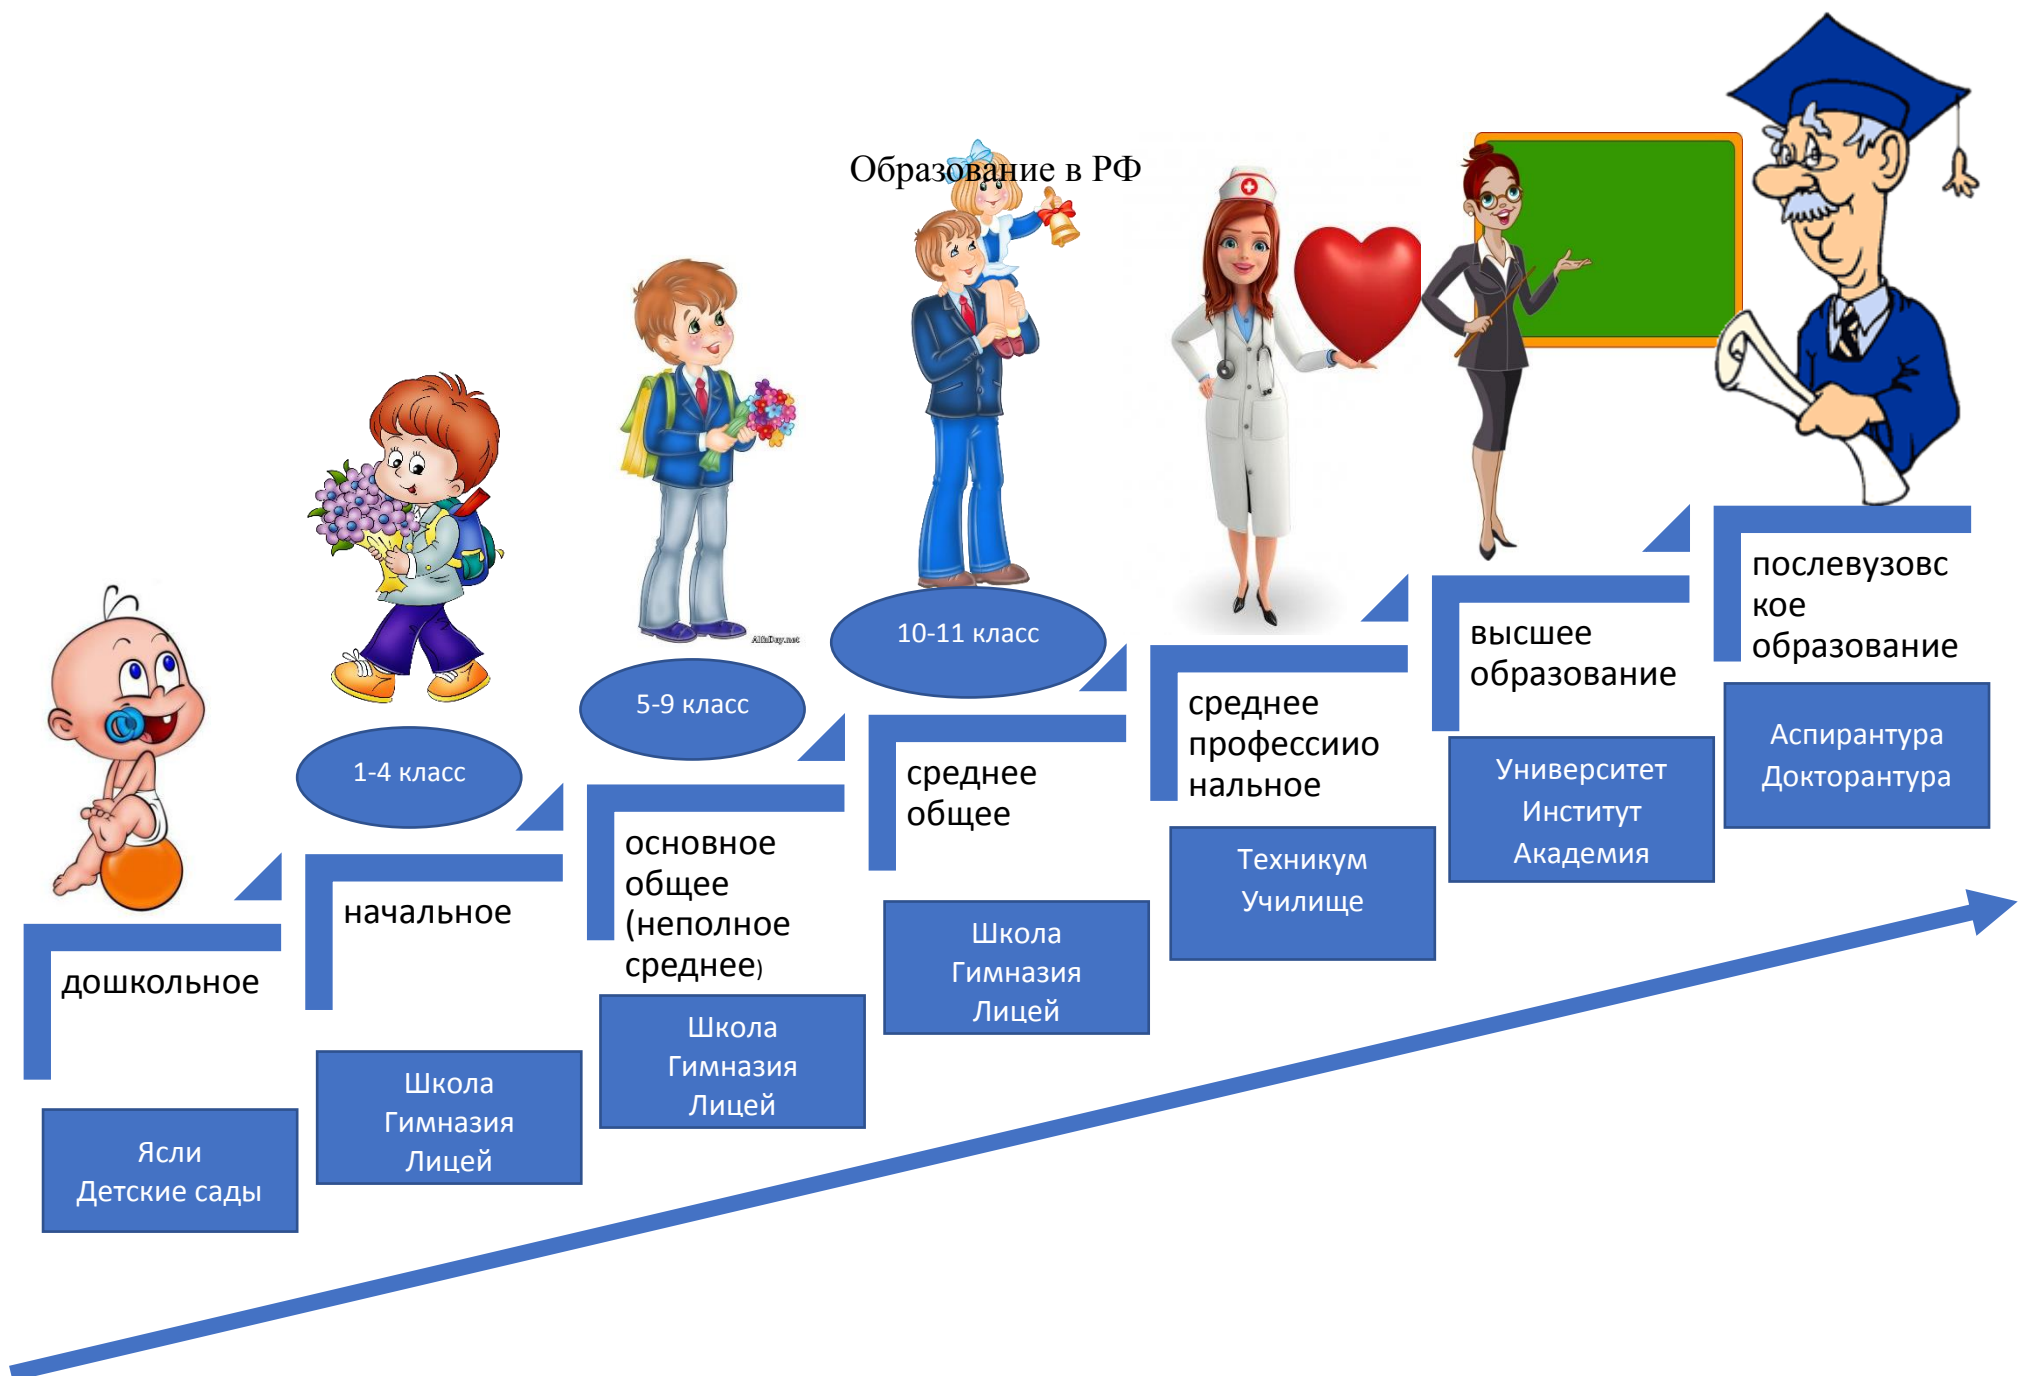 Образование в РФ
дошкольное
Ясли
Детские сады
1-4 класс
начальное
Школа
Гимназия
Лицей
5-9 класс
основное
общее
(неполное
среднее)
Школа
Гимназия
Лицей
10-11 класс
среднее
общее
Школа
Гимназия
Лицей
среднее
профессиио
нальное
Техникум
Училище
высшее
образование
Университет
Институт
Академия
послевузовс
кое
образование
Аспирантура
Докторантура
AlfaDay.net